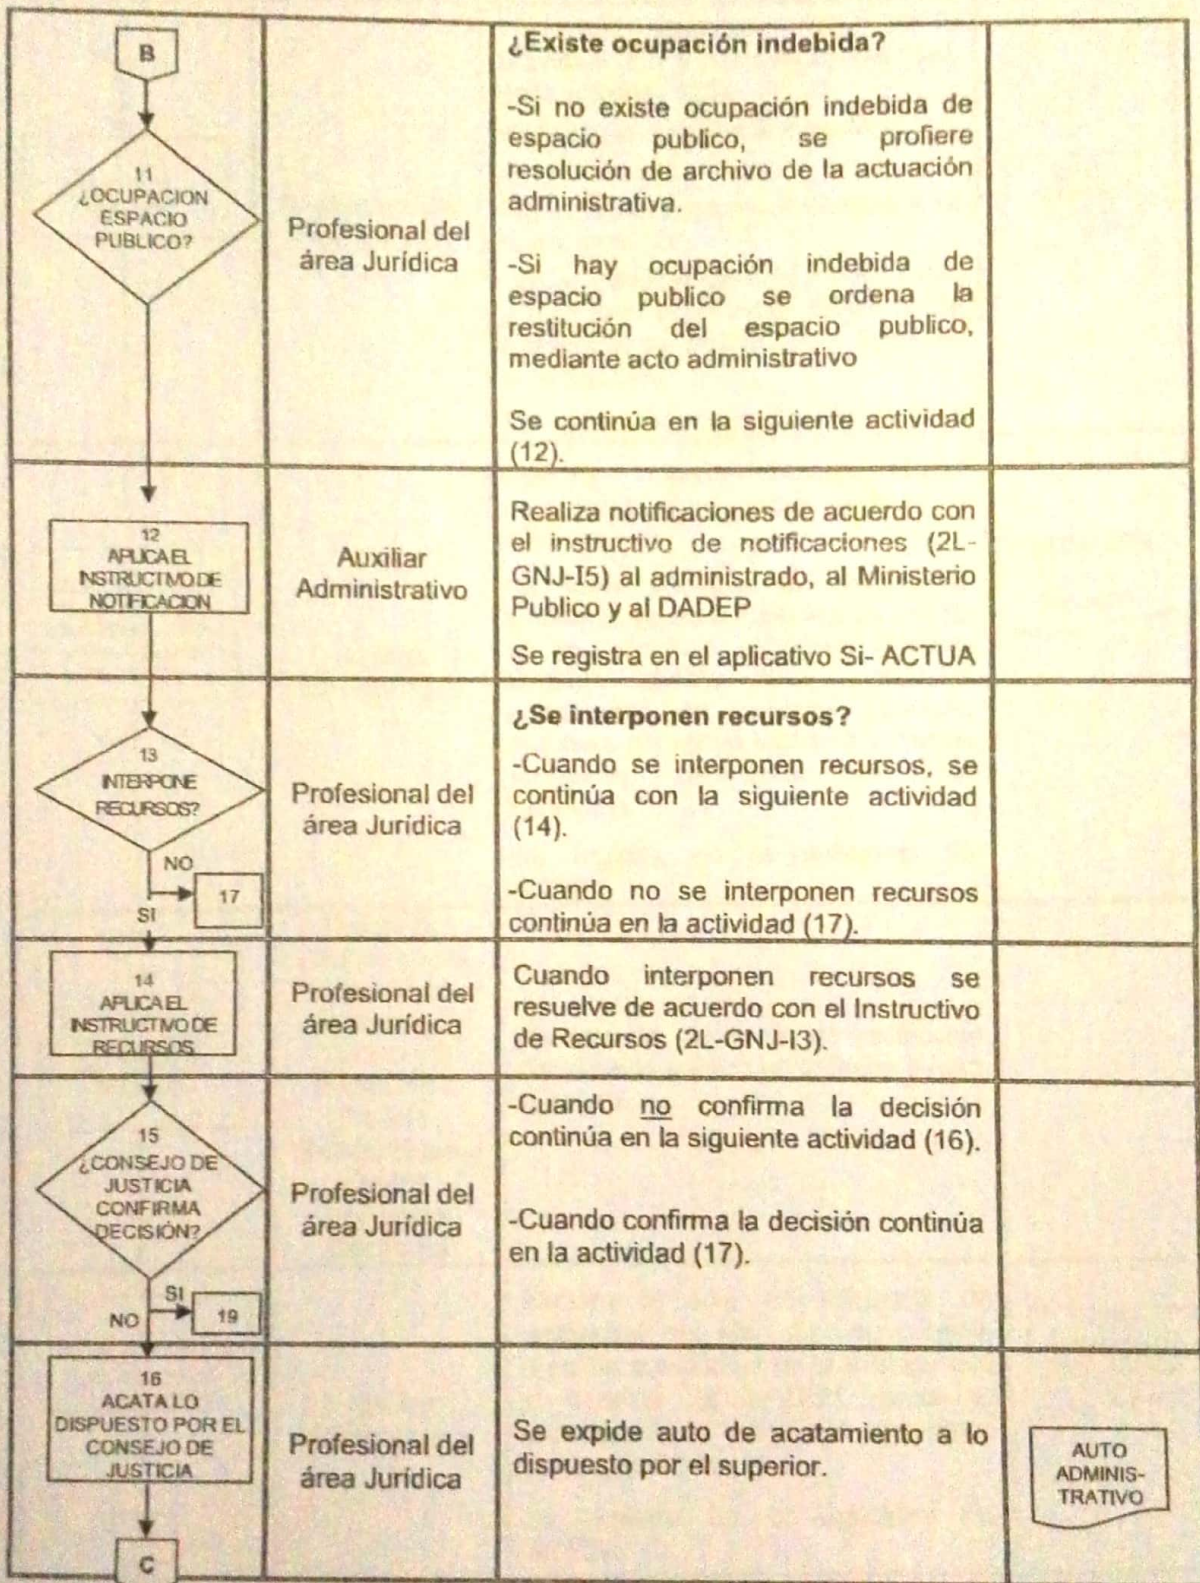 B
11
¿OCUPACION
ESPACIO
PUBLICO?
Profesional del
área Jurídica
¿Existe ocupación indebida?
-Si no existe ocupación indebida de
espacio publico, se profiere
resolución de archivo de la actuación
administrativa.
-Si hay ocupación indebida de
espacio publico se ordena la
restitución del espacio publico,
mediante acto administrativo
Se continúa en la siguiente actividad
(12).
12
APLICA EL
INSTRUCTIVO DE
NOTIFICACION
Auxiliar
Administrativo
Realiza notificaciones de acuerdo con
el instructivo de notificaciones (2L-
GNJ-I5) al administrado, al Ministerio
Publico y al DADEP
Se registra en el aplicativo Si- ACTUA
13
INTERPONE
RECURSOS?
NO
17
SI
Profesional del
área Jurídica
¿Se interponen recursos?
-Cuando se interponen recursos, se
continúa con la siguiente actividad
(14).
-Cuando no se interponen recursos
continúa en la actividad (17).
14
APLICA EL
INSTRUCTIVO DE
RECURSOS
Profesional del
área Jurídica
Cuando interponen recursos se
resuelve de acuerdo con el Instructivo
de Recursos (2L-GNJ-I3).
15
¿CONSEJO DE
JUSTICIA
CONFIRMA
DECISIÓN?
SI
19
NO
Profesional del
área Jurídica
-Cuando no confirma la decisión
continúa en la siguiente actividad (16).
-Cuando confirma la decisión continúa
en la actividad (17).
16
ACATA LO
DISPUESTO POR EL
CONSEJO DE
JUSTICIA
Profesional del
área Jurídica
Se expide auto de acatamiento a lo
dispuesto por el superior.
AUTO
ADMINIS-
TRATIVO
C